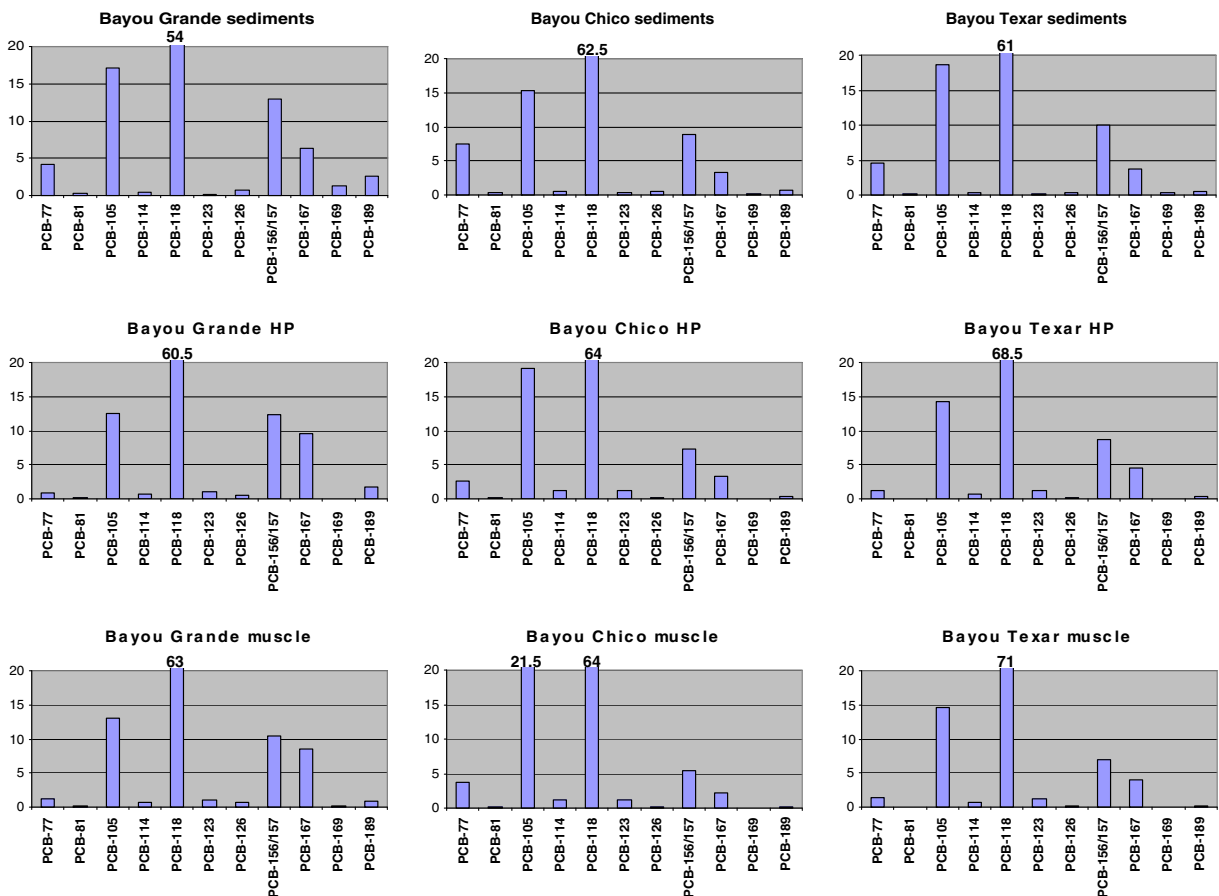 Bayou Grande sediments
54
20
15
10
5
0
PCB-77
PCB-81
PCB-105
PCB-114
PCB-118
PCB-123
PCB-126
PCB-156/157
PCB-167
PCB-169
PCB-189
Bayou Chico sediments
62.5
20
15
10
5
0
PCB-77
PCB-81
PCB-105
PCB-114
PCB-118
PCB-123
PCB-126
PCB-156/157
PCB-167
PCB-169
PCB-189
Bayou Texar sediments
61
20
15
10
5
0
PCB-77
PCB-81
PCB-105
PCB-114
PCB-118
PCB-123
PCB-126
PCB-156/157
PCB-167
PCB-169
PCB-189
Bayou Grande HP
60.5
20
15
10
5
0
PCB-77
PCB-81
PCB-105
PCB-114
PCB-118
PCB-123
PCB-126
PCB-156/157
PCB-167
PCB-169
PCB-189
Bayou Chico HP
64
20
15
10
5
0
PCB-77
PCB-81
PCB-105
PCB-114
PCB-118
PCB-123
PCB-126
PCB-156/157
PCB-167
PCB-169
PCB-189
Bayou Texar HP
68.5
20
15
10
5
0
PCB-77
PCB-81
PCB-105
PCB-114
PCB-118
PCB-123
PCB-126
PCB-156/157
PCB-167
PCB-169
PCB-189
Bayou Grande muscle
63
20
15
10
5
0
PCB-77
PCB-81
PCB-105
PCB-114
PCB-118
PCB-123
PCB-126
PCB-156/157
PCB-167
PCB-169
PCB-189
Bayou Chico muscle
21.5 64
20
15
10
5
0
PCB-77
PCB-81
PCB-105
PCB-114
PCB-118
PCB-123
PCB-126
PCB-156/157
PCB-167
PCB-169
PCB-189
Bayou Texar muscle
71
20
15
10
5
0
PCB-77
PCB-81
PCB-105
PCB-114
PCB-118
PCB-123
PCB-126
PCB-156/157
PCB-167
PCB-169
PCB-189